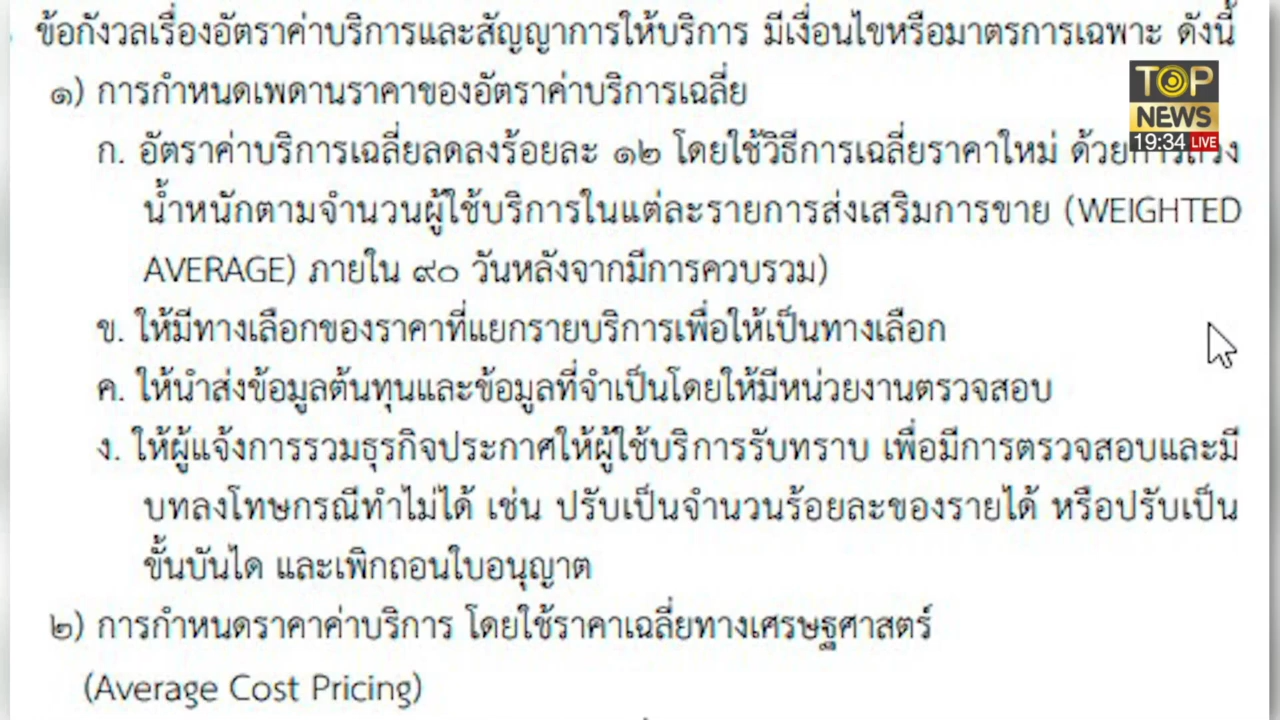 ข้อกังวลเรื่องอัตราค่าบริการและสัญญาการให้บริการ มีเงื่อนไขหรือมาตรการเฉพาะ ดังนี้
๑) การกำหนดเพดานราคาของอัตราค่าบริการเฉลี่ย
TOP
NEWS
19:34 LIVE
ก. อัตราค่าบริการเฉลี่ยลดลงร้อยละ ๑๒ โดยใช้วิธีการเฉลี่ยราคาใหม่
น้ำหนักตามจำนวนผู้ใช้บริการในแต่ละรายการส่งเสริมการขาย (WEIGHTED
AVERAGE) ภายใน ๙๐ วันหลังจากมีการควบรวม)
ข. ให้มีทางเลือกของราคาที่แยกรายบริการเพื่อให้เป็นทางเลือก
ค. ให้นำส่งข้อมูลต้นทุนและข้อมูลที่จำเป็นโดยให้มีหน่วยงานตรวจสอบ
ง. ให้ผู้แจ้งการรวมธุรกิจประกาศให้ผู้ใช้บริการรับทราบ เพื่อมีการตรวจสอบและมี
บทลงโทษกรณีทำไม่ได้ เช่น ปรับเป็นจำนวนร้อยละของรายได้ หรือปรับเป็น
ขั้นบันได และเพิกถอนใบอนุญาต
๒) การกำหนดราคาค่าบริการ โดยใช้ราคาเฉลี่ยทางเศรษฐศาสตร์
(Average Cost Pricing)